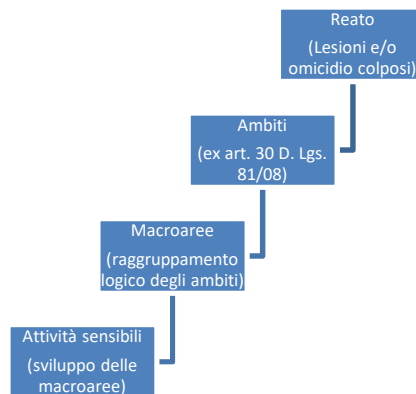 Reato
(Lesioni e/o
omicidio colposi)
Ambiti
(ex art. 30 D. Lgs.
81/08)
Macroaree
(raggruppamento
logico degli ambiti)
Attività sensibili
(sviluppo delle
macroaree)